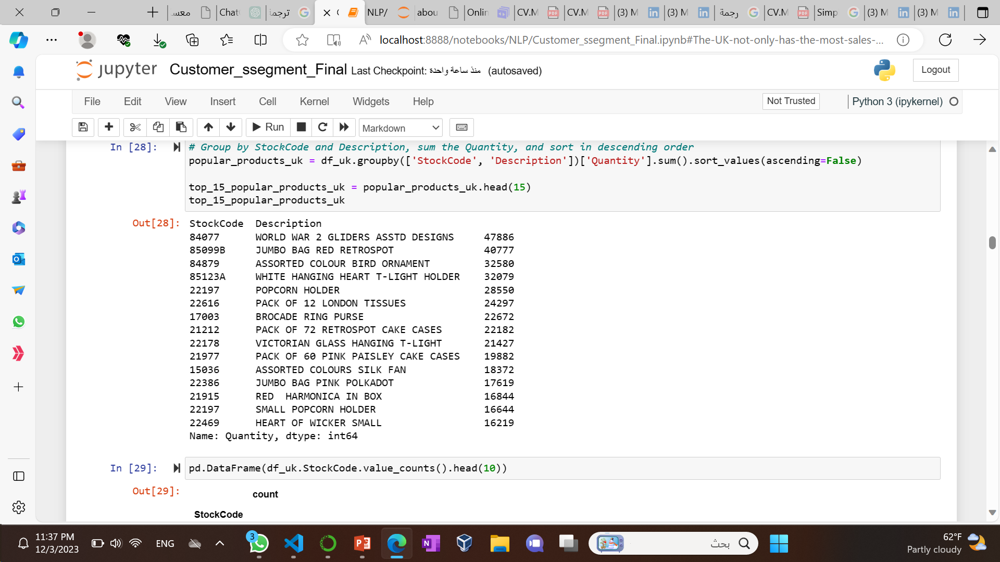 معس
Chat
ترجمة
NLP/
abou
Onlin
CV.M
CV.M
(3) M
(3) M
رجمة
CV.M
Simp
(3) M
(3) M
localhost:8888/notebooks/NLP/Customer_ssegment_Final.ipynb#The-UK-not-only-has-the-most-sales-...
jupyter Customer_ssegment_Final Last Checkpoint: منذ ساعة واحدة (autosaved)
Logout
File Edit View Insert Cell Kernel Widgets Help
Not Trusted
Python 3 (ipykernel)
Run
Markdown
In [28]:
# Group by StockCode and Description, sum the Quantity, and sort in descending order
popular_products_uk = df_uk.groupby(['StockCode', 'Description'])['Quantity'].sum().sort_values(ascending=False)
top_15_popular_products_uk = popular_products_uk.head(15)
top_15_popular_products_uk
Out[28]:
StockCode Description
84077 WORLD WAR 2 GLIDERS ASSTD DESIGNS 47886
85099B JUMBO BAG RED RETROSPOT 40777
84879 ASSORTED COLOUR BIRD ORNAMENT 32580
85123A WHITE HANGING HEART T-LIGHT HOLDER 32079
22197 POPCORN HOLDER 28550
22616 PACK OF 12 LONDON TISSUES 24297
17003 BROCADE RING PURSE 22672
21212 PACK OF 72 RETROSPOT CAKE CASES 22182
22178 VICTORIAN GLASS HANGING T-LIGHT 21427
21977 PACK OF 60 PINK PAISLEY CAKE CASES 19882
15036 ASSORTED COLOURS SILK FAN 18372
22386 JUMBO BAG PINK POLKADOT 17619
21915 RED  HARMONICA IN BOX 16844
22197 SMALL POPCORN HOLDER 16644
22469 HEART OF WICKER SMALL 16219
Name: Quantity, dtype: int64
In [29]:
pd.DataFrame(df_uk.StockCode.value_counts().head(10))
Out[29]:
count
StockCode
11:37 PM
12/3/2023
ENG
3
بحث
62°F
Partly cloudy